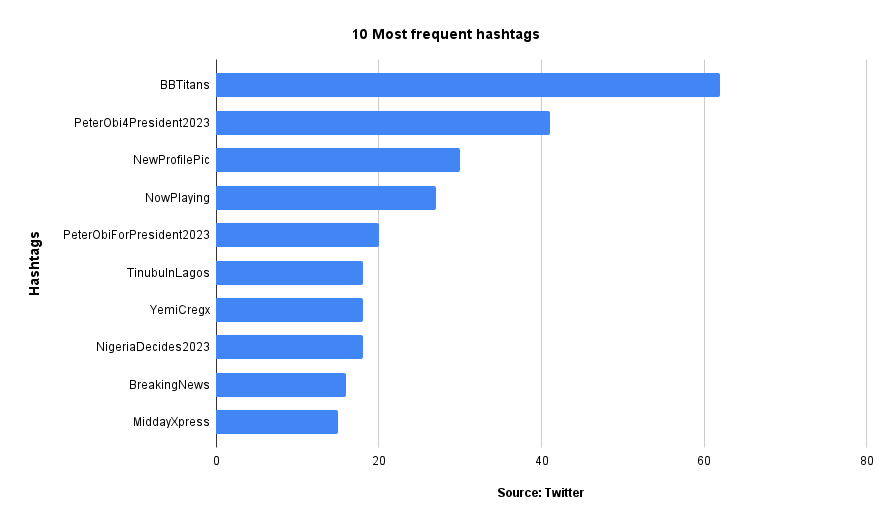 10 Most frequent hashtags
Hashtags
BBTitans
PeterObi4President2023
NewProfilePic
NowPlaying
PeterObiForPresident2023
TinubuInLagos
YemiCregx
NigeriaDecides2023
BreakingNews
MiddayXpress
0 20 40 60 80
Source: Twitter